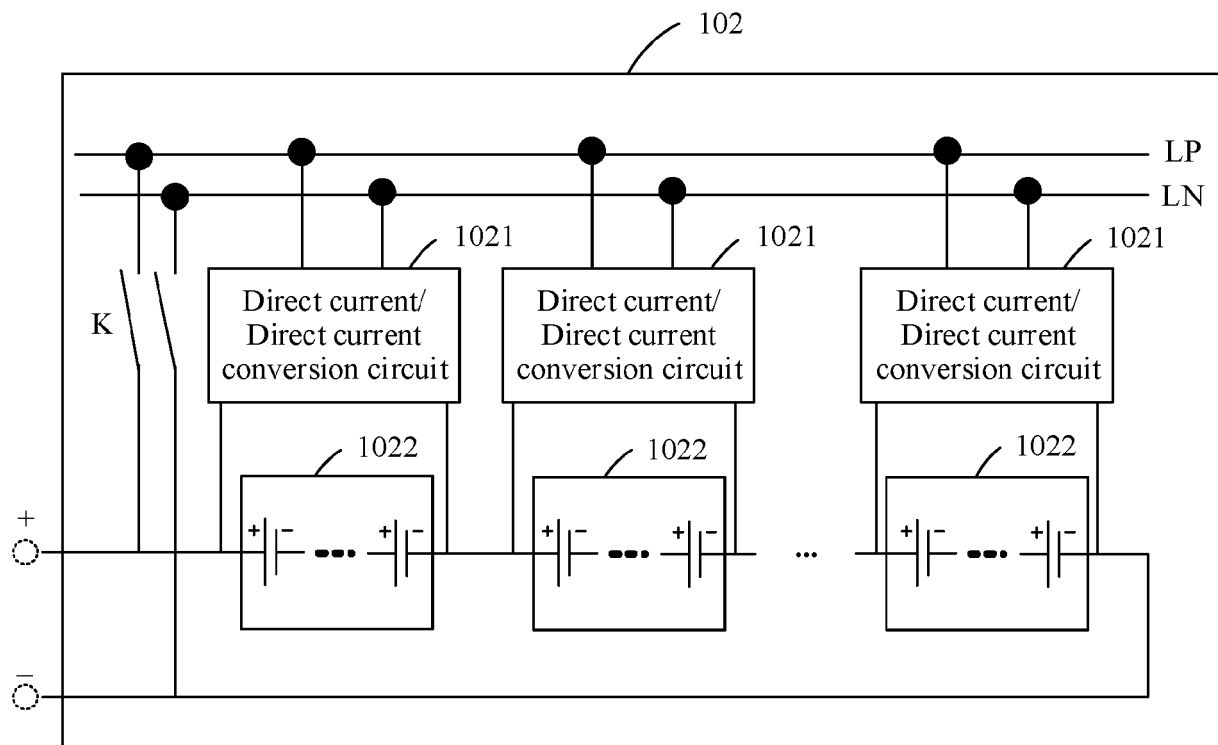 102
LP
LN
1021 1021 1021
Direct current/
Direct current
conversion circuit
Direct current/
Direct current
conversion circuit
Direct current/
Direct current
conversion circuit
K
1022 1022 1022
+ − + − + − + − ... + − + −
+
−